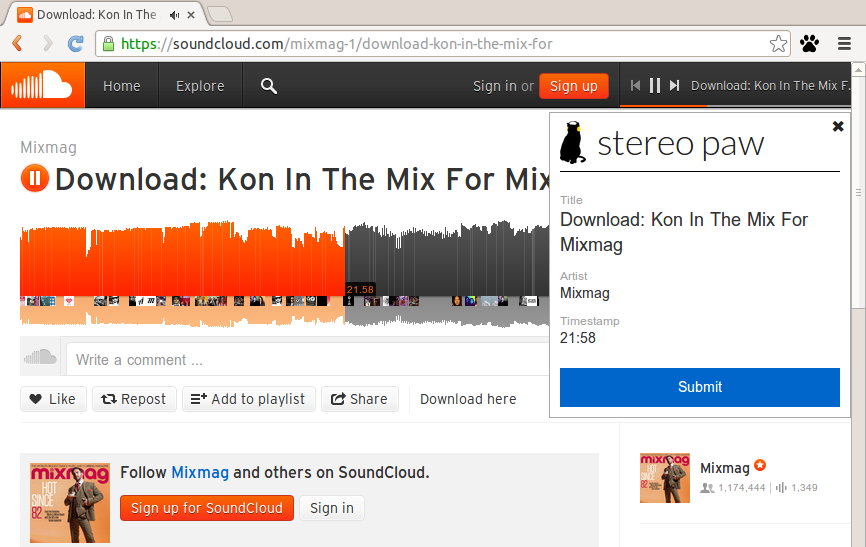 Download: Kon In The
https://soundcloud.com/mixmag-1/download-kon-in-the-mix-for
Home
Explore
Sign in or
Sign up
Download: Kon In The Mix F...
stereo paw
Mixmag
Download: Kon In The Mix For Mix
Title
Download: Kon In The Mix For
Mixmag
Artist
Mixmag
Timestamp
21:58
Submit
21.58
Write a comment ...
Like
Repost
Add to playlist
Share
Download here
mixmag
HOT
SINCE
82
Follow Mixmag and others on SoundCloud.
Sign up for SoundCloud
Sign in
mixmag
HOT
SINCE
82
Mixmag
1,174,444
1,349